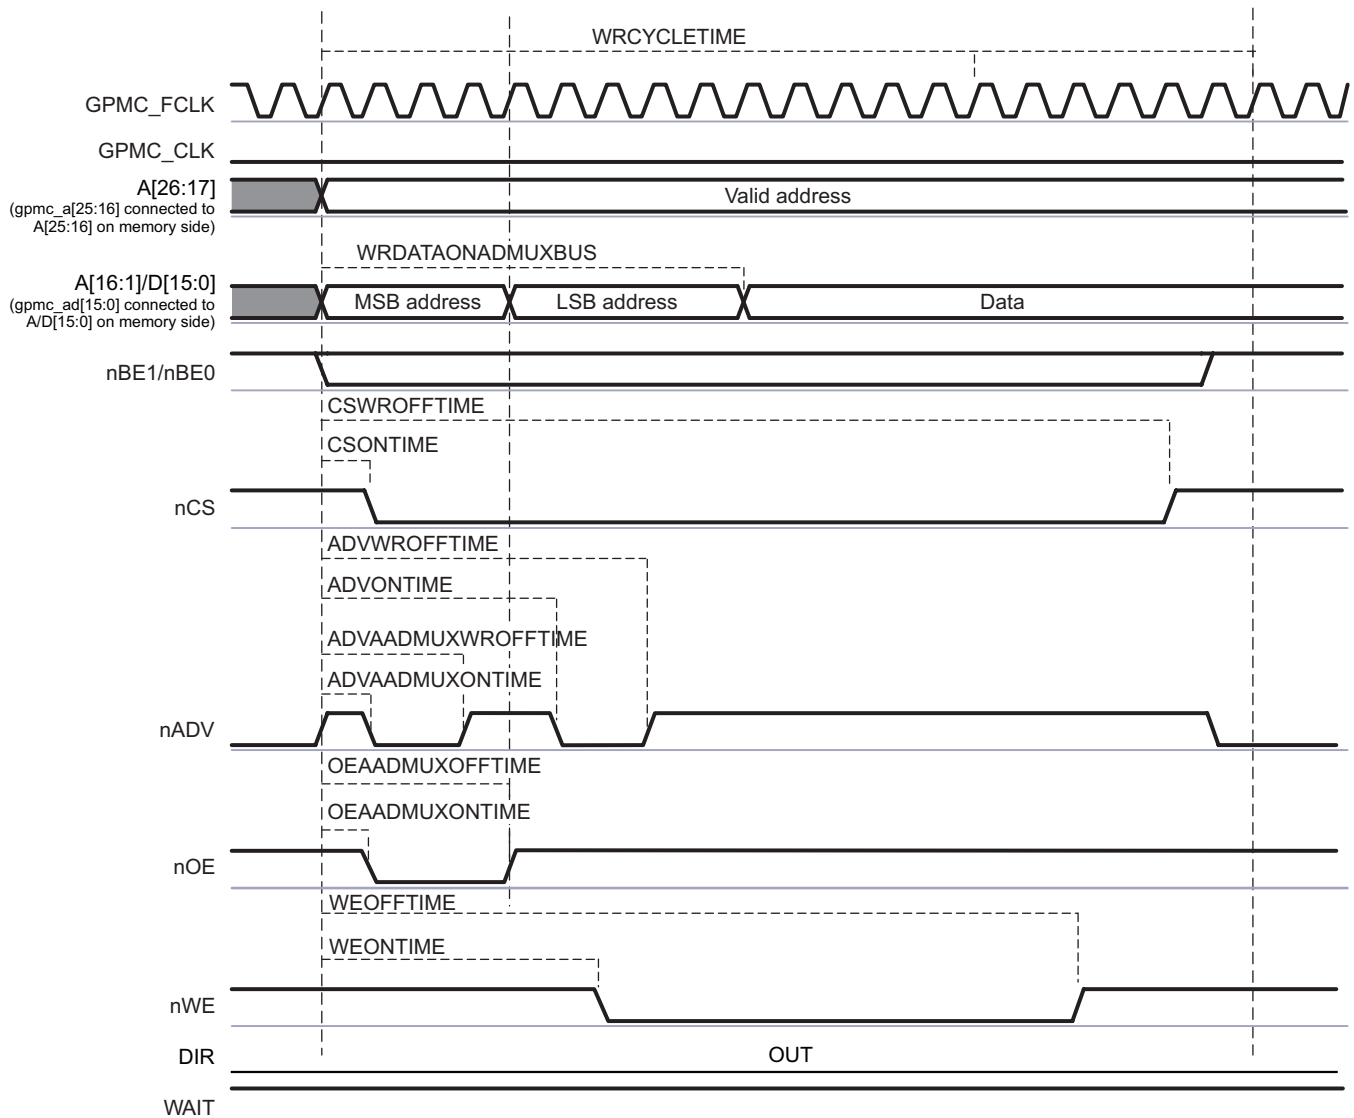 WRCYCLETIME
GPMC_FCLK
GPMC_CLK
A[26:17]
(gpmc_a[25:16] connected to
A[25:16] on memory side)
Valid address
WRDATAONADMUXBUS
A[16:1]/D[15:0]
(gpmc_ad[15:0] connected to
A/D[15:0] on memory side)
MSB address
LSB address
Data
nBE1/nBE0
CSWROFFTIME
CSONTIME
nCS
ADVWROFFTIME
ADVONTIME
ADVAADMUXWROFFTIME
ADVAADMUXONTIME
nADV
OEAADMUXOFFTIME
OEAADMUXONTIME
nOE
WEOFFTIME
WEONTIME
nWE
DIR
OUT
WAIT